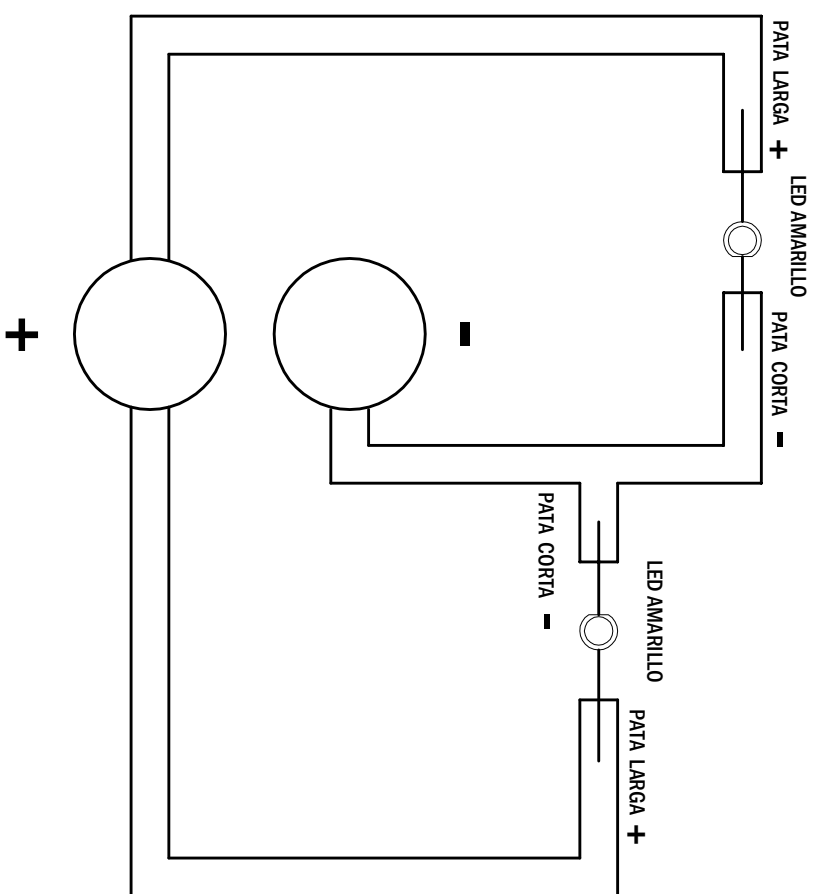 PATA LARGA +
LED AMARILLO
PATA CORTA -
+
-
PATA CORTA -
LED AMARILLO
PATA LARGA +